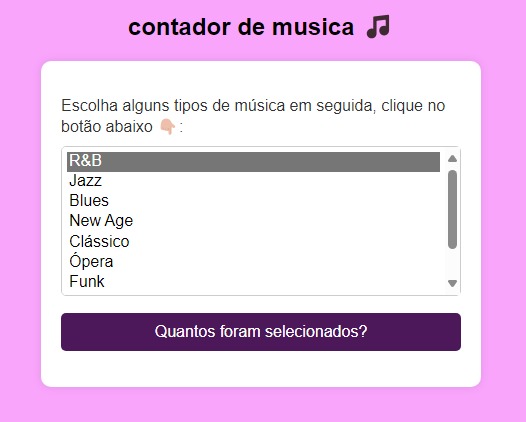 contador de musica 🎵
Escolha alguns tipos de música em seguida, clique no
botão abaixo 👇🏼 :
R&B
Jazz
Blues
New Age
Clássico
Ópera
Funk
Quantos foram selecionados?